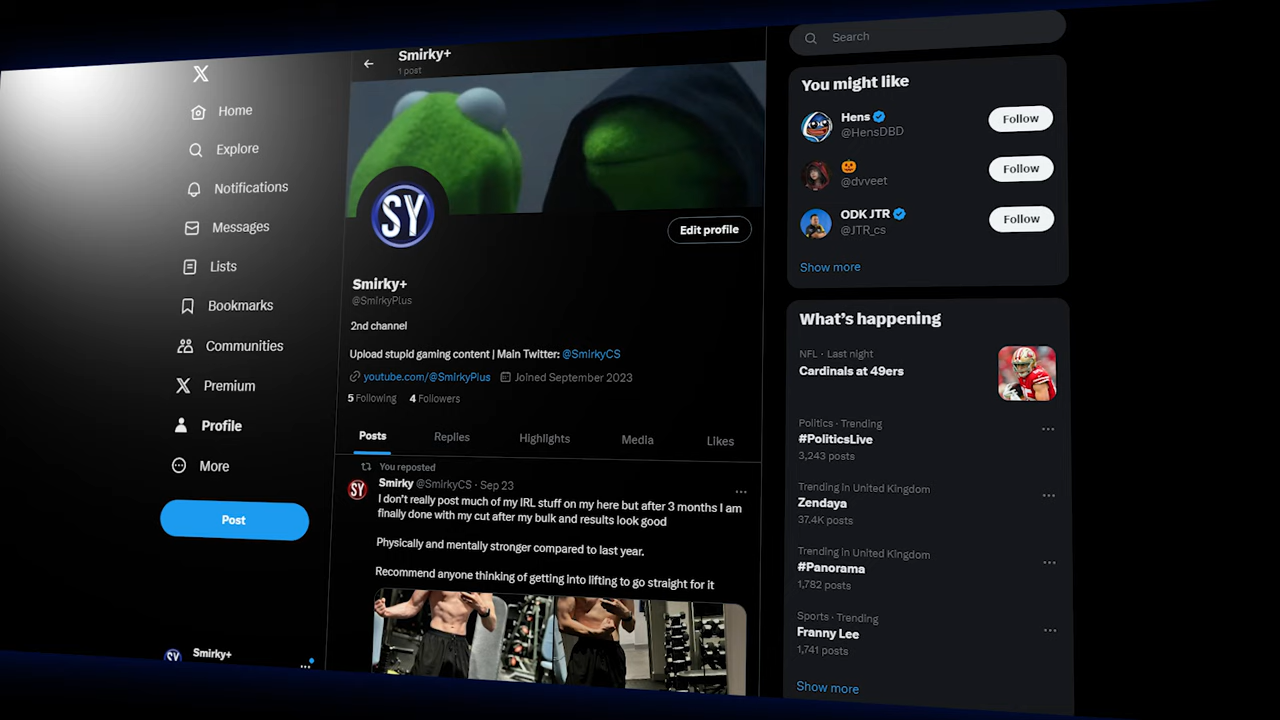 X
Home
Explore
Notifications
Messages
Lists
Bookmarks
Communities
Premium
Profile
More
Post
Smirky+
Smirky+
1 post
SY
Edit profile
Smirky+
@SmirkyPlus
2nd channel
Upload stupid gaming content | Main Twitter: @SmirkyCS
youtube.com/@SmirkyPlus Joined September 2023
5 Following 4 Followers
Posts Replies Highlights Media Likes
You reposted
SY
Smirky @SmirkyCS · Sep 23
I don't really post much of my IRL stuff on my here but after 3 months I am
finally done with my cut after my bulk and results look good
Physically and mentally stronger compared to last year.
Recommend anyone thinking of getting into lifting to go straight for it
Search
You might like
Hens
@HensDBD
Follow
@dvveet
Follow
ODK JTR
@JTR_cs
Follow
Show more
What's happening
NFL · Last night
Cardinals at 49ers
Politics · Trending
#PoliticsLive
3,243 posts
Trending in United Kingdom
Zendaya
37.4K posts
Trending in United Kingdom
#Panorama
1,782 posts
Sports · Trending
Franny Lee
1,741 posts
Show more